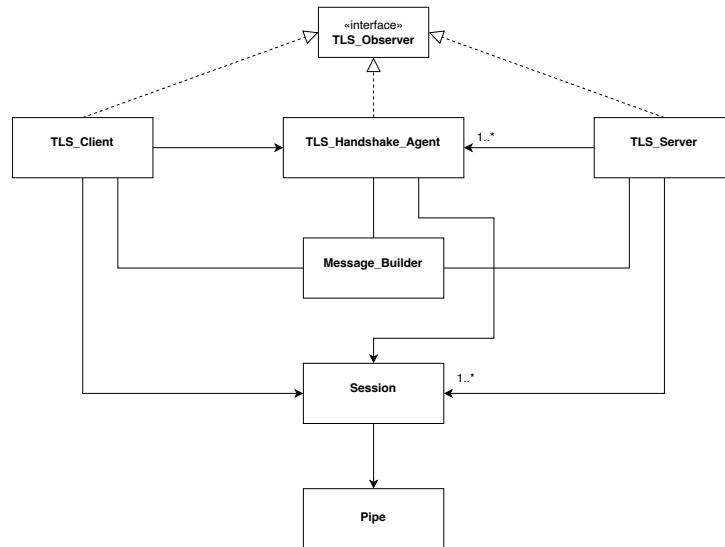 «interface»
TLS_Observer
TLS_Client
TLS_Handshake_Agent
1..*
TLS_Server
Message_Builder
Session
1..*
Pipe